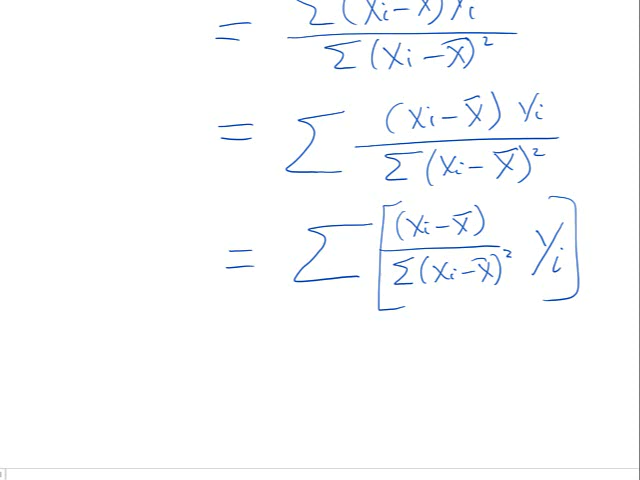 = Σ(Xi-X̄)Yi / Σ(Xi-X̄)²
= Σ (Xi-X̄)Yi / Σ(Xi-X̄)²
= Σ [(Xi-X̄) / Σ(Xi-X̄)² Yi]